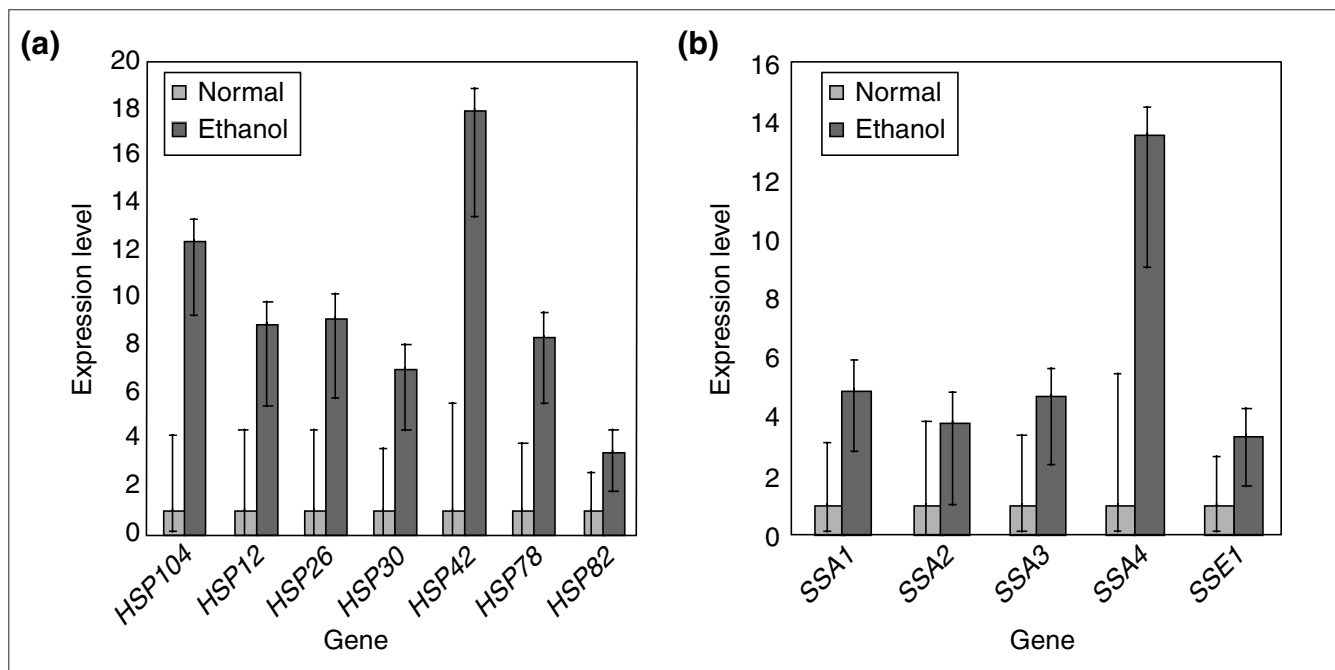 (a)
Expression level
20
18
16
14
12
10
8
6
4
2
0
Normal
Ethanol
HSP104
HSP12
HSP26
HSP30
HSP42
HSP78
HSP82
Gene
(b)
Expression level
16
14
12
10
8
6
4
2
0
Normal
Ethanol
SSA1
SSA2
SSA3
SSA4
SSE1
Gene